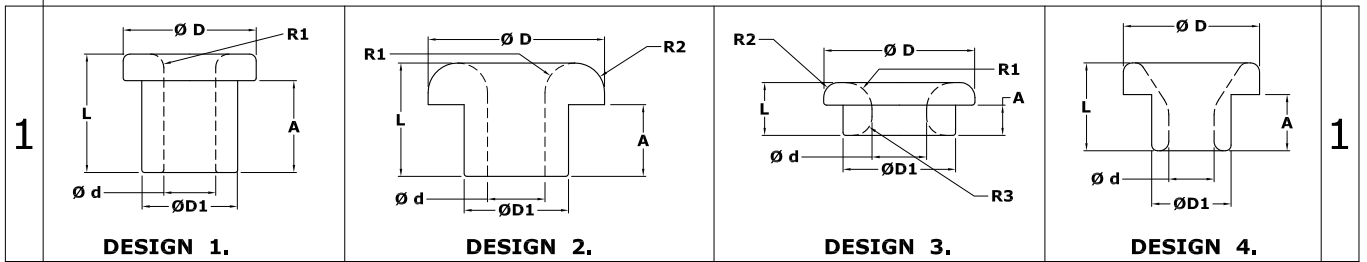 1
Ø D
R1
L
A
Ø d
ØD1
DESIGN 1.
Ø D
R1
R2
L
A
Ø d
ØD1
DESIGN 2.
R2
Ø D
R1
L
A
Ø d
ØD1
R3
DESIGN 3.
Ø D
L
A
Ø d
ØD1
DESIGN 4.
1